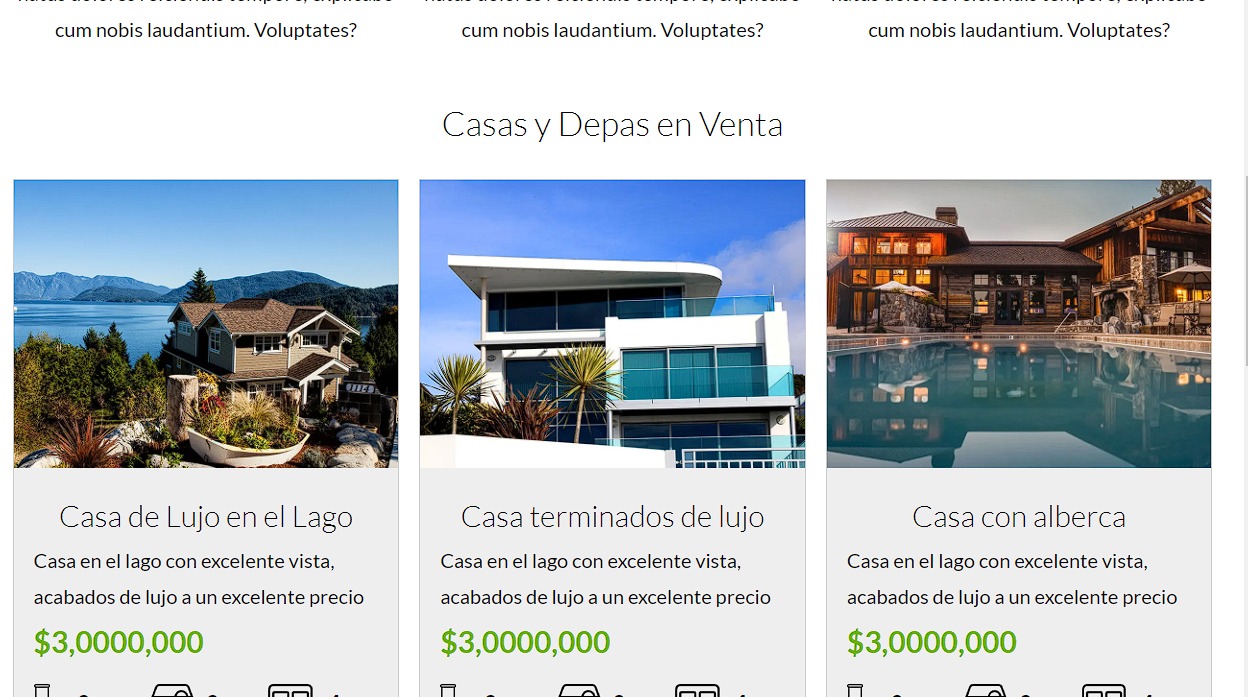 cum nobis laudantium. Voluptates?
cum nobis laudantium. Voluptates?
cum nobis laudantium. Voluptates?
Casas y Depas en Venta
1114
Casa de Lujo en el Lago
Casa en el lago con excelente vista,
acabados de lujo a un excelente precio
$3,0000,000
Casa terminados de lujo
Casa en el lago con excelente vista,
acabados de lujo a un excelente precio
$3,0000,000
Casa con alberca
Casa en el lago con excelente vista,
acabados de lujo a un excelente precio
$3,0000,000